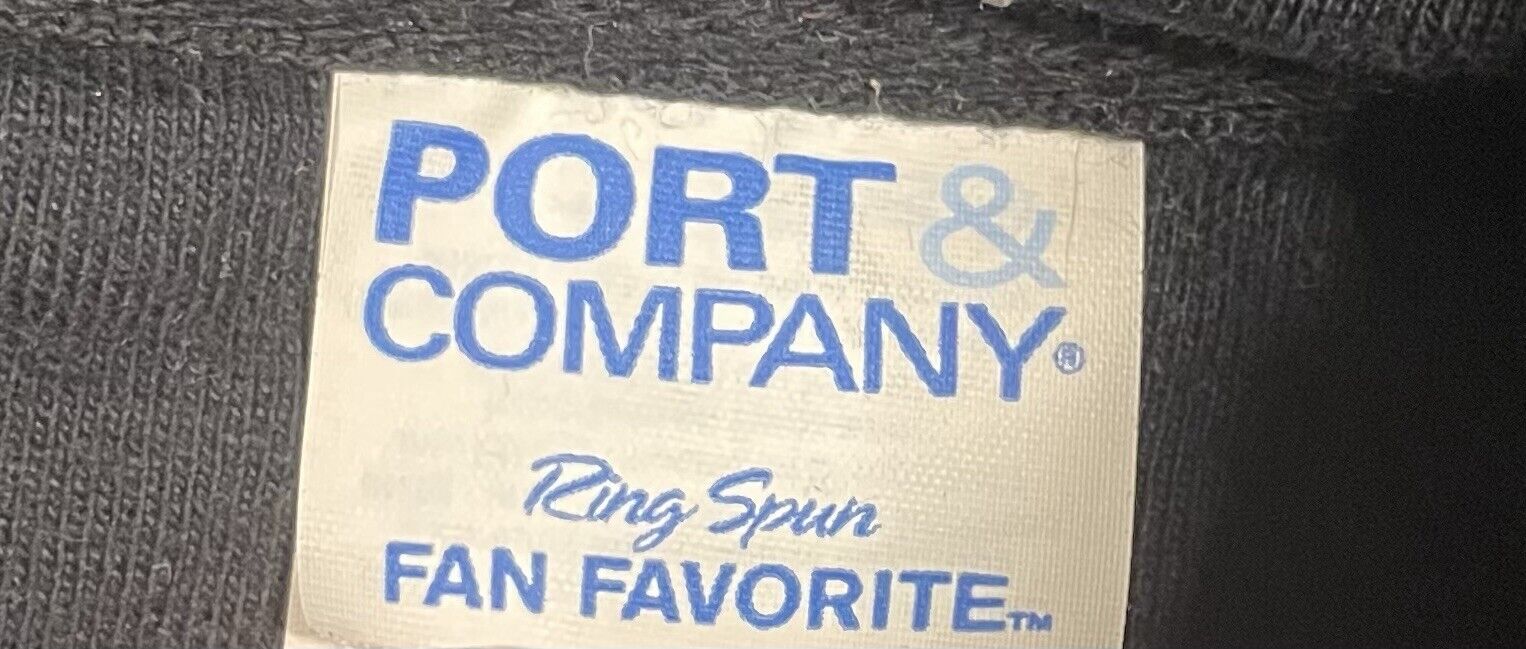 PORT &
COMPANY®
Ring Spun
FAN FAVORITE™